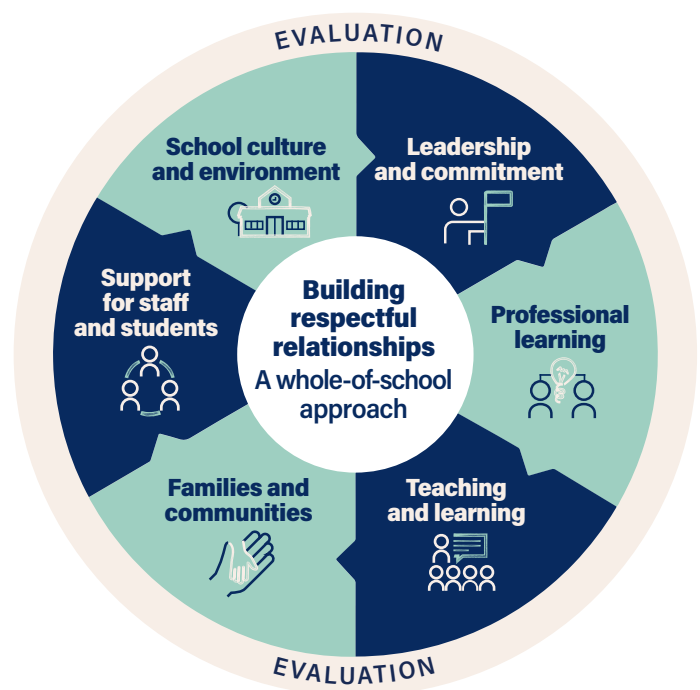 EVALUATION
School culture
and environment
Leadership
and commitment
Support
for staff
and students
Building
respectful
relationships
A whole-of-school
approach
Professional
learning
Families and
communities
Teaching
and learning
EVALUATION